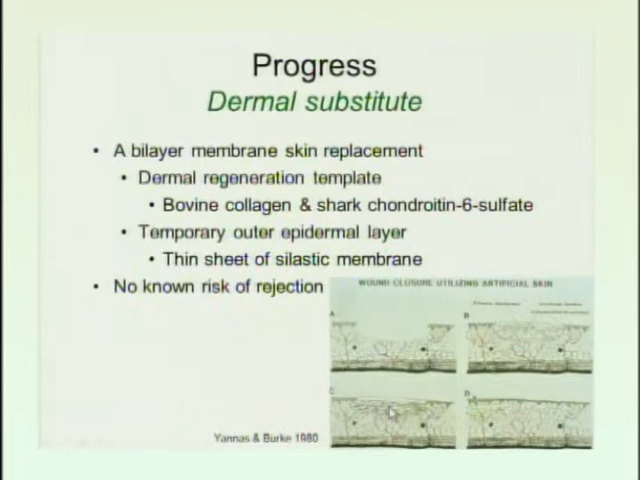 Progress
Dermal substitute
• A bilayer membrane skin replacement
• Dermal regeneration template
• Bovine collagen & shark chondroitin-6-sulfate
• Temporary outer epidermal layer
• Thin sheet of silastic membrane
• No known risk of rejection
WOUND CLOSURE UTILIZING ARTIFICIAL SKIN
A
B
C
D
Yannas & Burke 1980